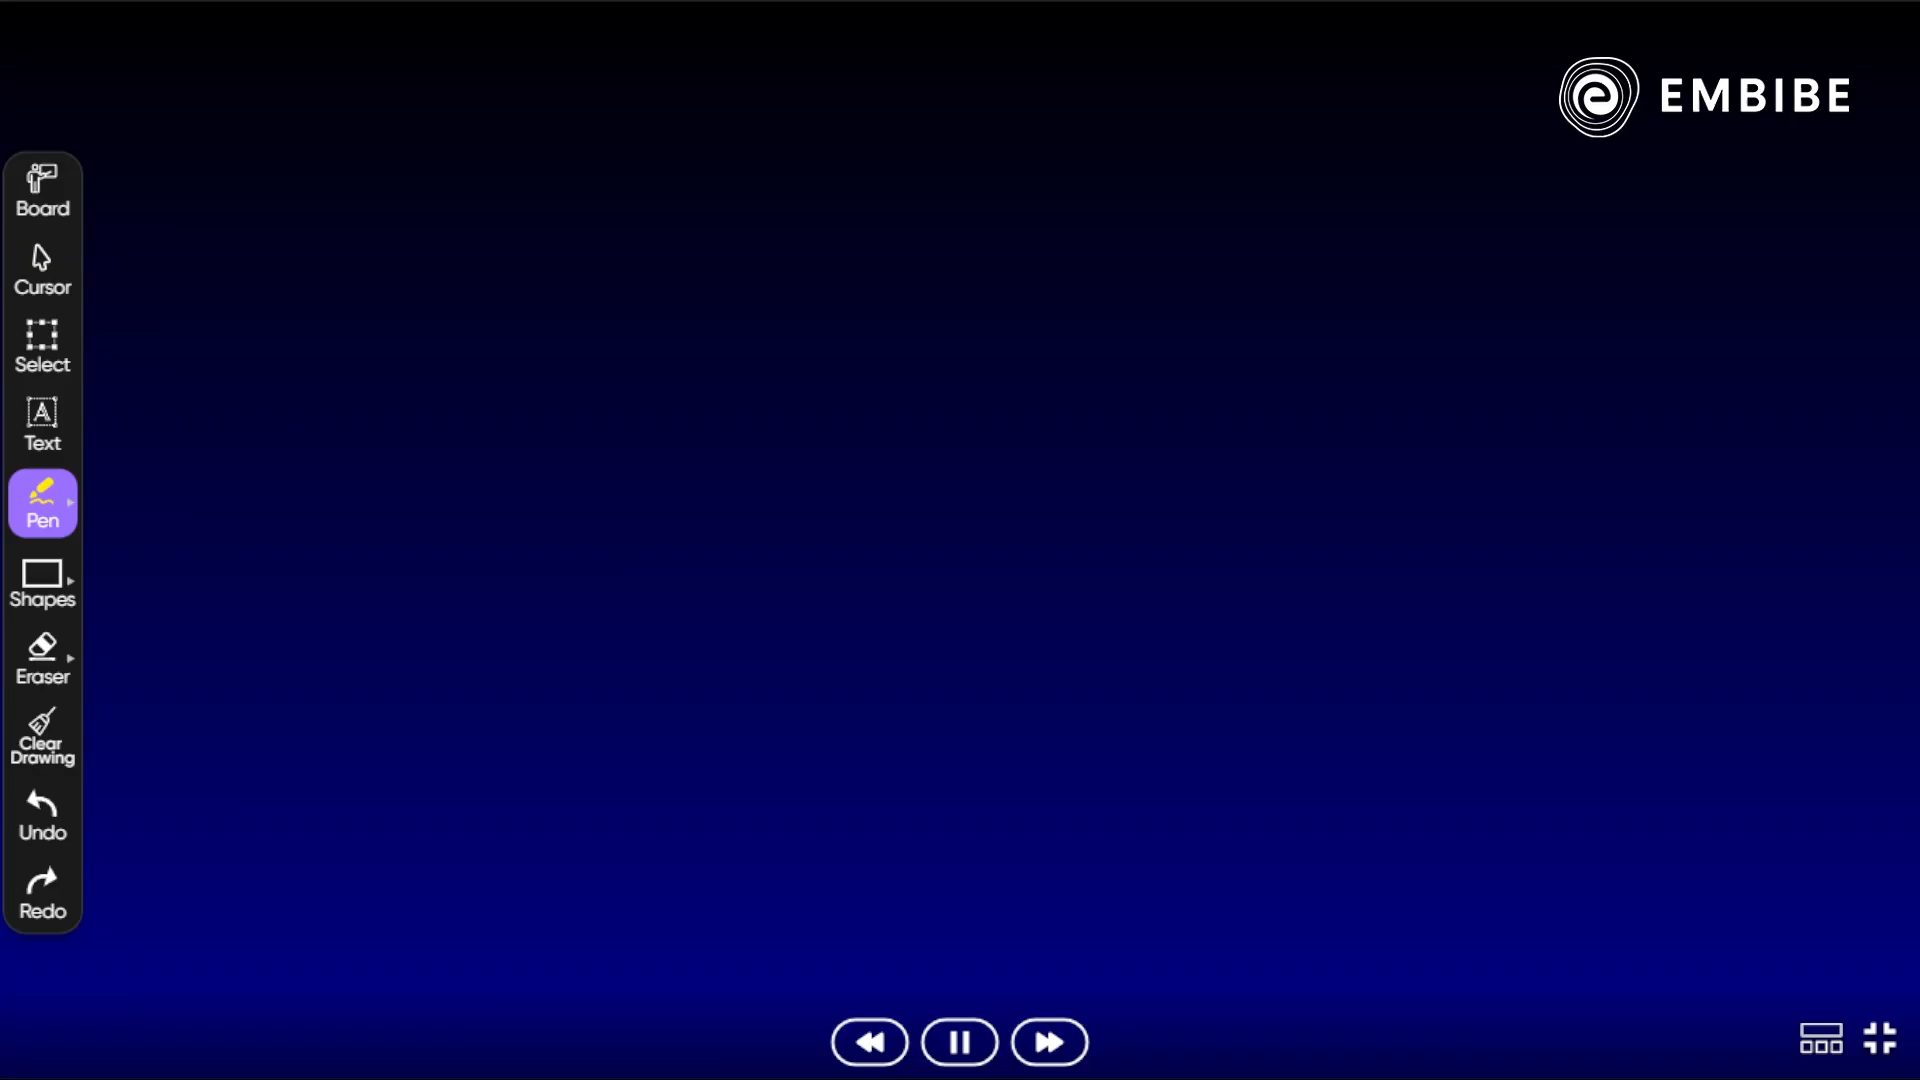 EMBIBE
Board
Cursor
Select
A
Text
Pen
Shapes
Eraser
Clear
Drawing
Undo
Redo